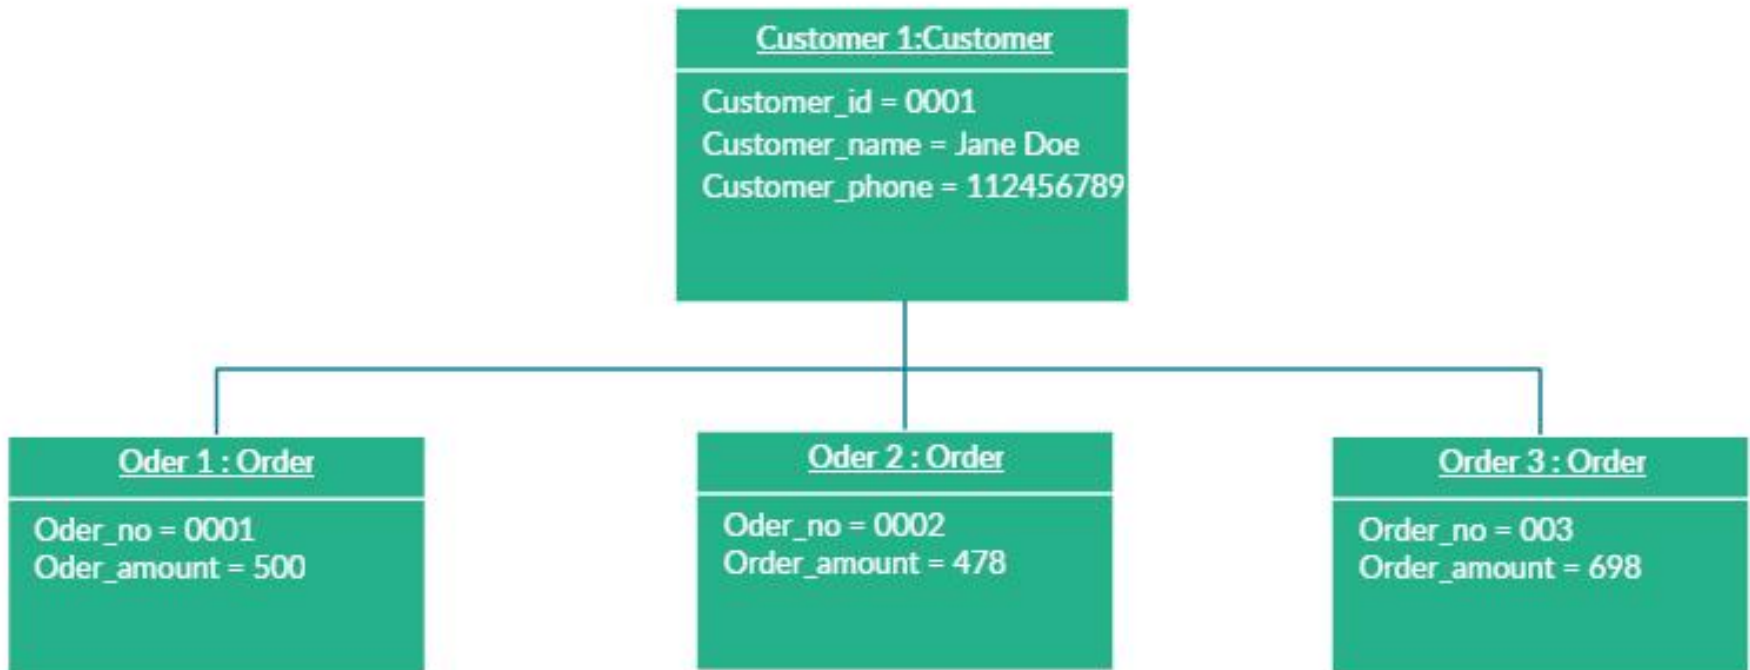 Customer 1:Customer
Customer_id = 0001
Customer_name = Jane Doe
Customer_phone = 112456789
Oder 1 : Order
Oder_no = 0001
Oder_amount = 500
Oder 2 : Order
Oder_no = 0002
Order_amount = 478
Order 3 : Order
Order_no = 003
Order_amount = 698